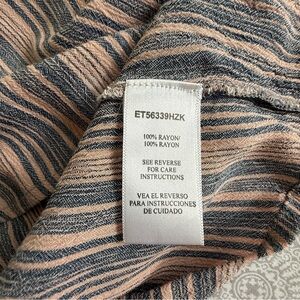 ET56339HZK
100% RAYON/
100% RAYON
SEE REVERSE
FOR CARE
INSTRUCTIONS
VEA EL REVERSO
PARA INSTRUCCIONES
DE CUIDADO